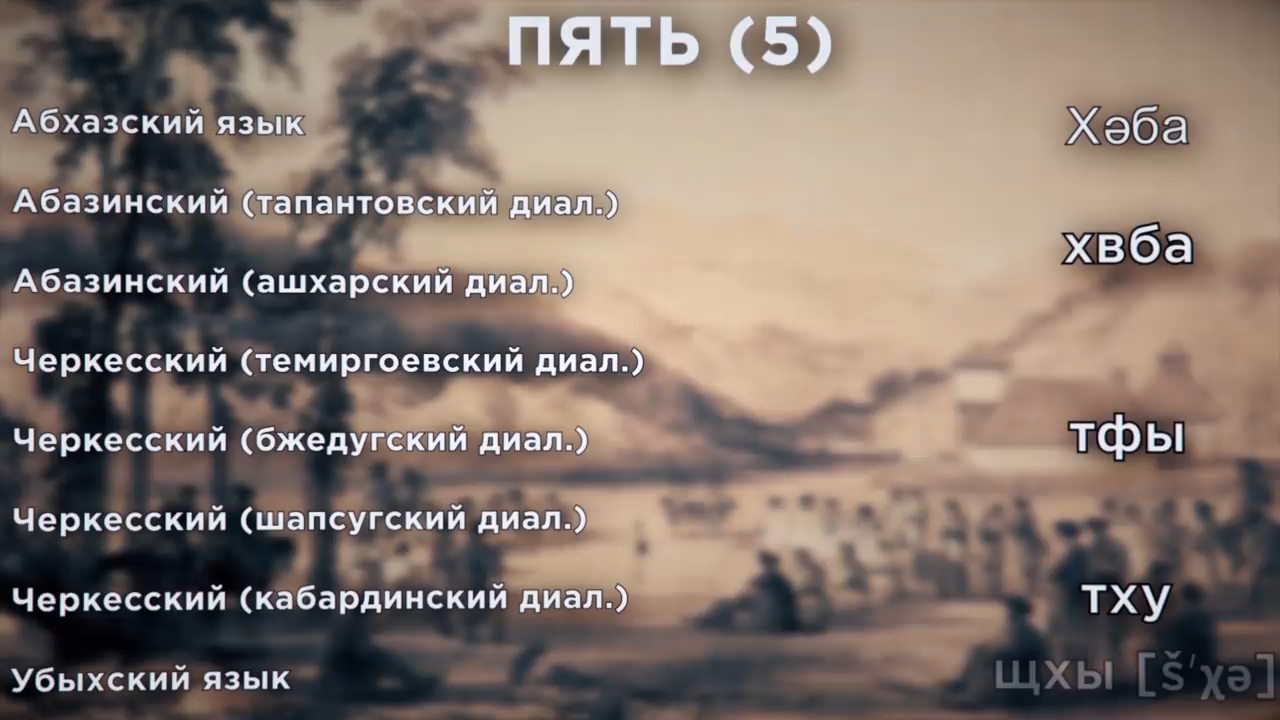 ПЯТЬ (5)
Абхазский язык Хәба
Абазинский (тапантовский диал.)
хвба
Абазинский (ашхарский диал.)
Черкесский (темиргоевский диал.)
Черкесский (бжедугский диал.) тфы
Черкесский (шапсугский диал.)
Черкесский (кабардинский диал.) тху
Убыхский язык щхы [š′χə]